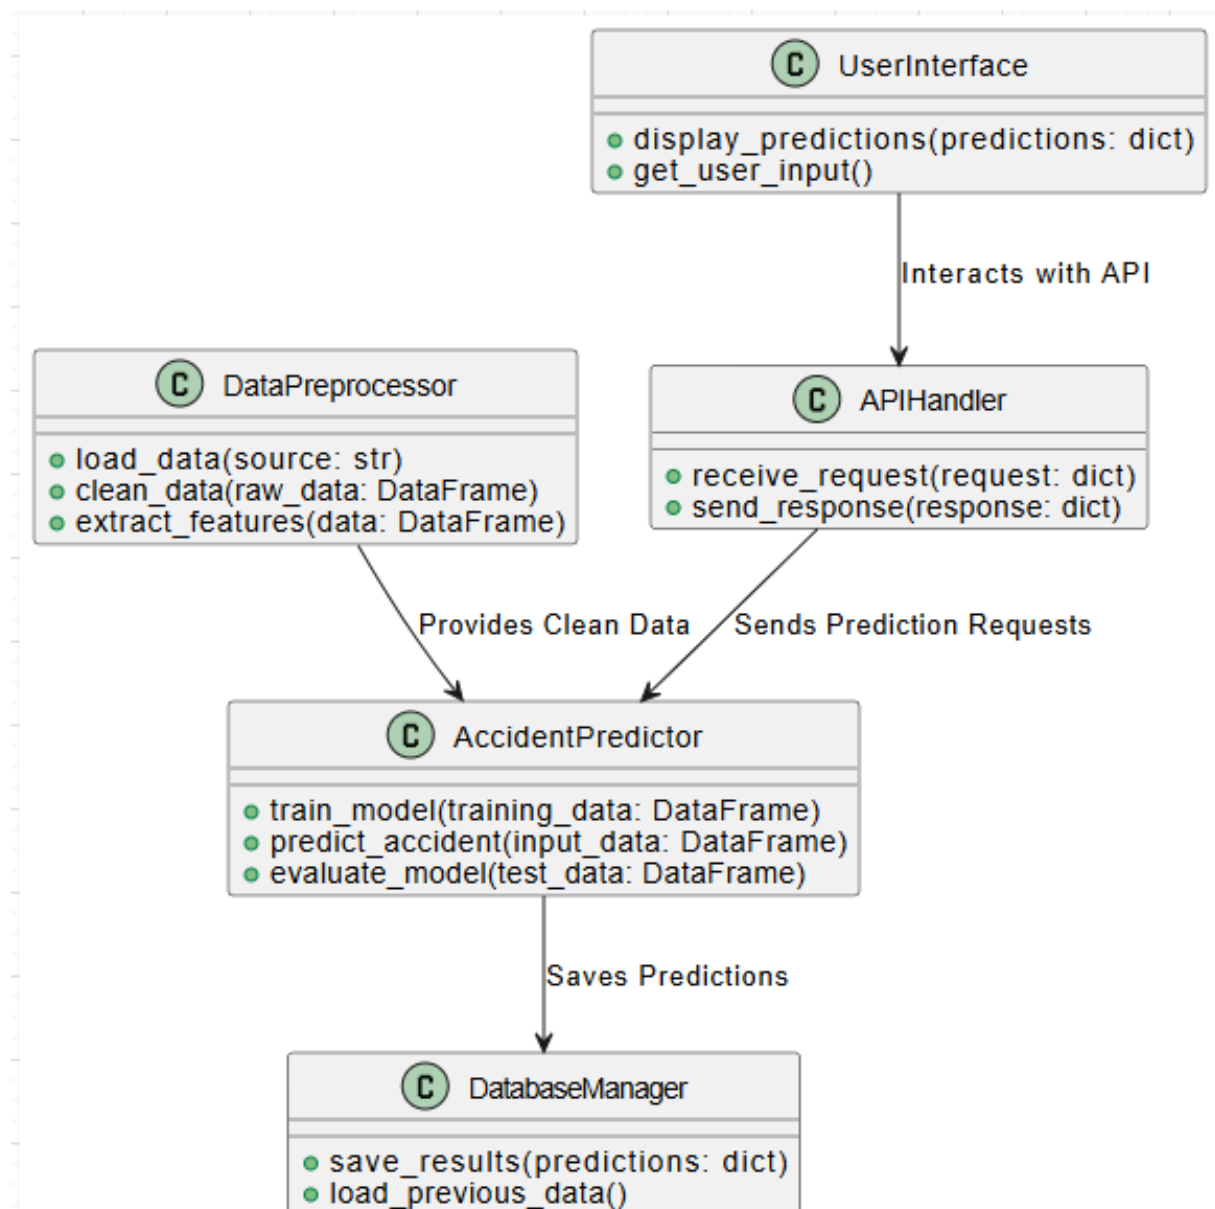 C UserInterface
display_predictions(predictions: dict)
get_user_input()
Interacts with API
C DataPreprocessor
load_data(source: str)
clean_data(raw_data: DataFrame)
extract_features(data: DataFrame)
C APIHandler
receive_request(request: dict)
send_response(response: dict)
Provides Clean Data
Sends Prediction Requests
C AccidentPredictor
train_model(training_data: DataFrame)
predict_accident(input_data: DataFrame)
evaluate_model(test_data: DataFrame)
Saves Predictions
C DatabaseManager
save_results(predictions: dict)
load_previous_data()